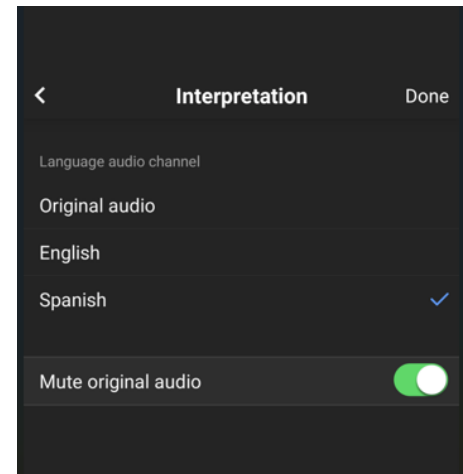 Interpretation Done
Language audio channel
Original audio
English
Spanish
Mute original audio